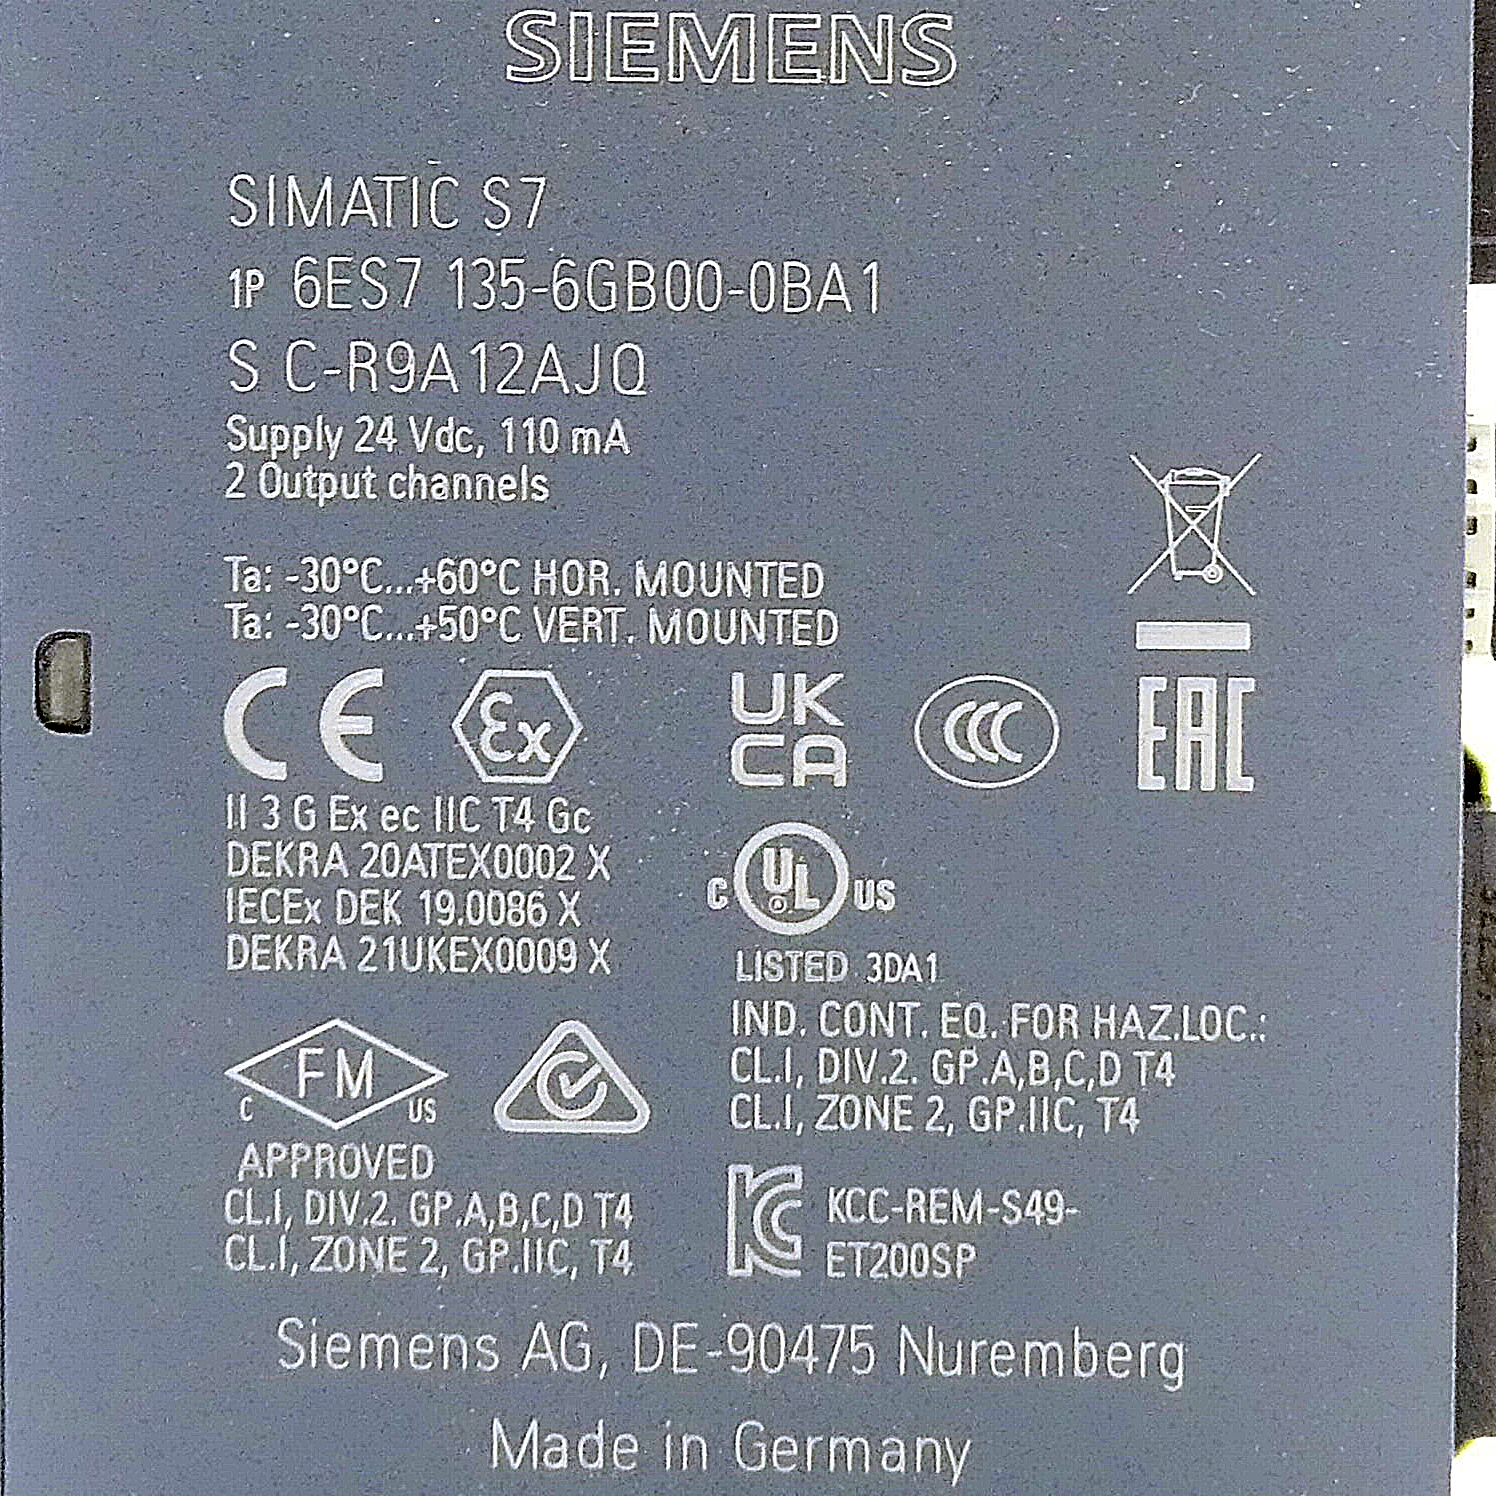 SIEMENS
SIMATIC S7
1P 6ES7 135-6GB00-0BA1
S C-R9A12AJQ
Supply 24 Vdc, 110 mA
2 Output channels
Ta: -30°C...+60°C HOR. MOUNTED
Ta: -30°C...+50°C VERT. MOUNTED
CE
Ex
UK
CA
CCC
EAC
II 3 G Ex ec IIC T4 Gc
DEKRA 20ATEX0002 X
IECEx DEK 19.0086 X
DEKRA 21UKEX0009 X
C UL US
LISTED 3DA1
IND. CONT. EQ. FOR HAZ.LOC.:
CL.I, DIV.2. GP.A,B,C,D T4
CL.I, ZONE 2, GP.IIC, T4
FM
C US
APPROVED
CL.I, DIV.2. GP.A,B,C,D T4
CL.I, ZONE 2, GP.IIC, T4
KCC-REM-S49-
ET200SP
Siemens AG, DE-90475 Nuremberg
Made in Germany